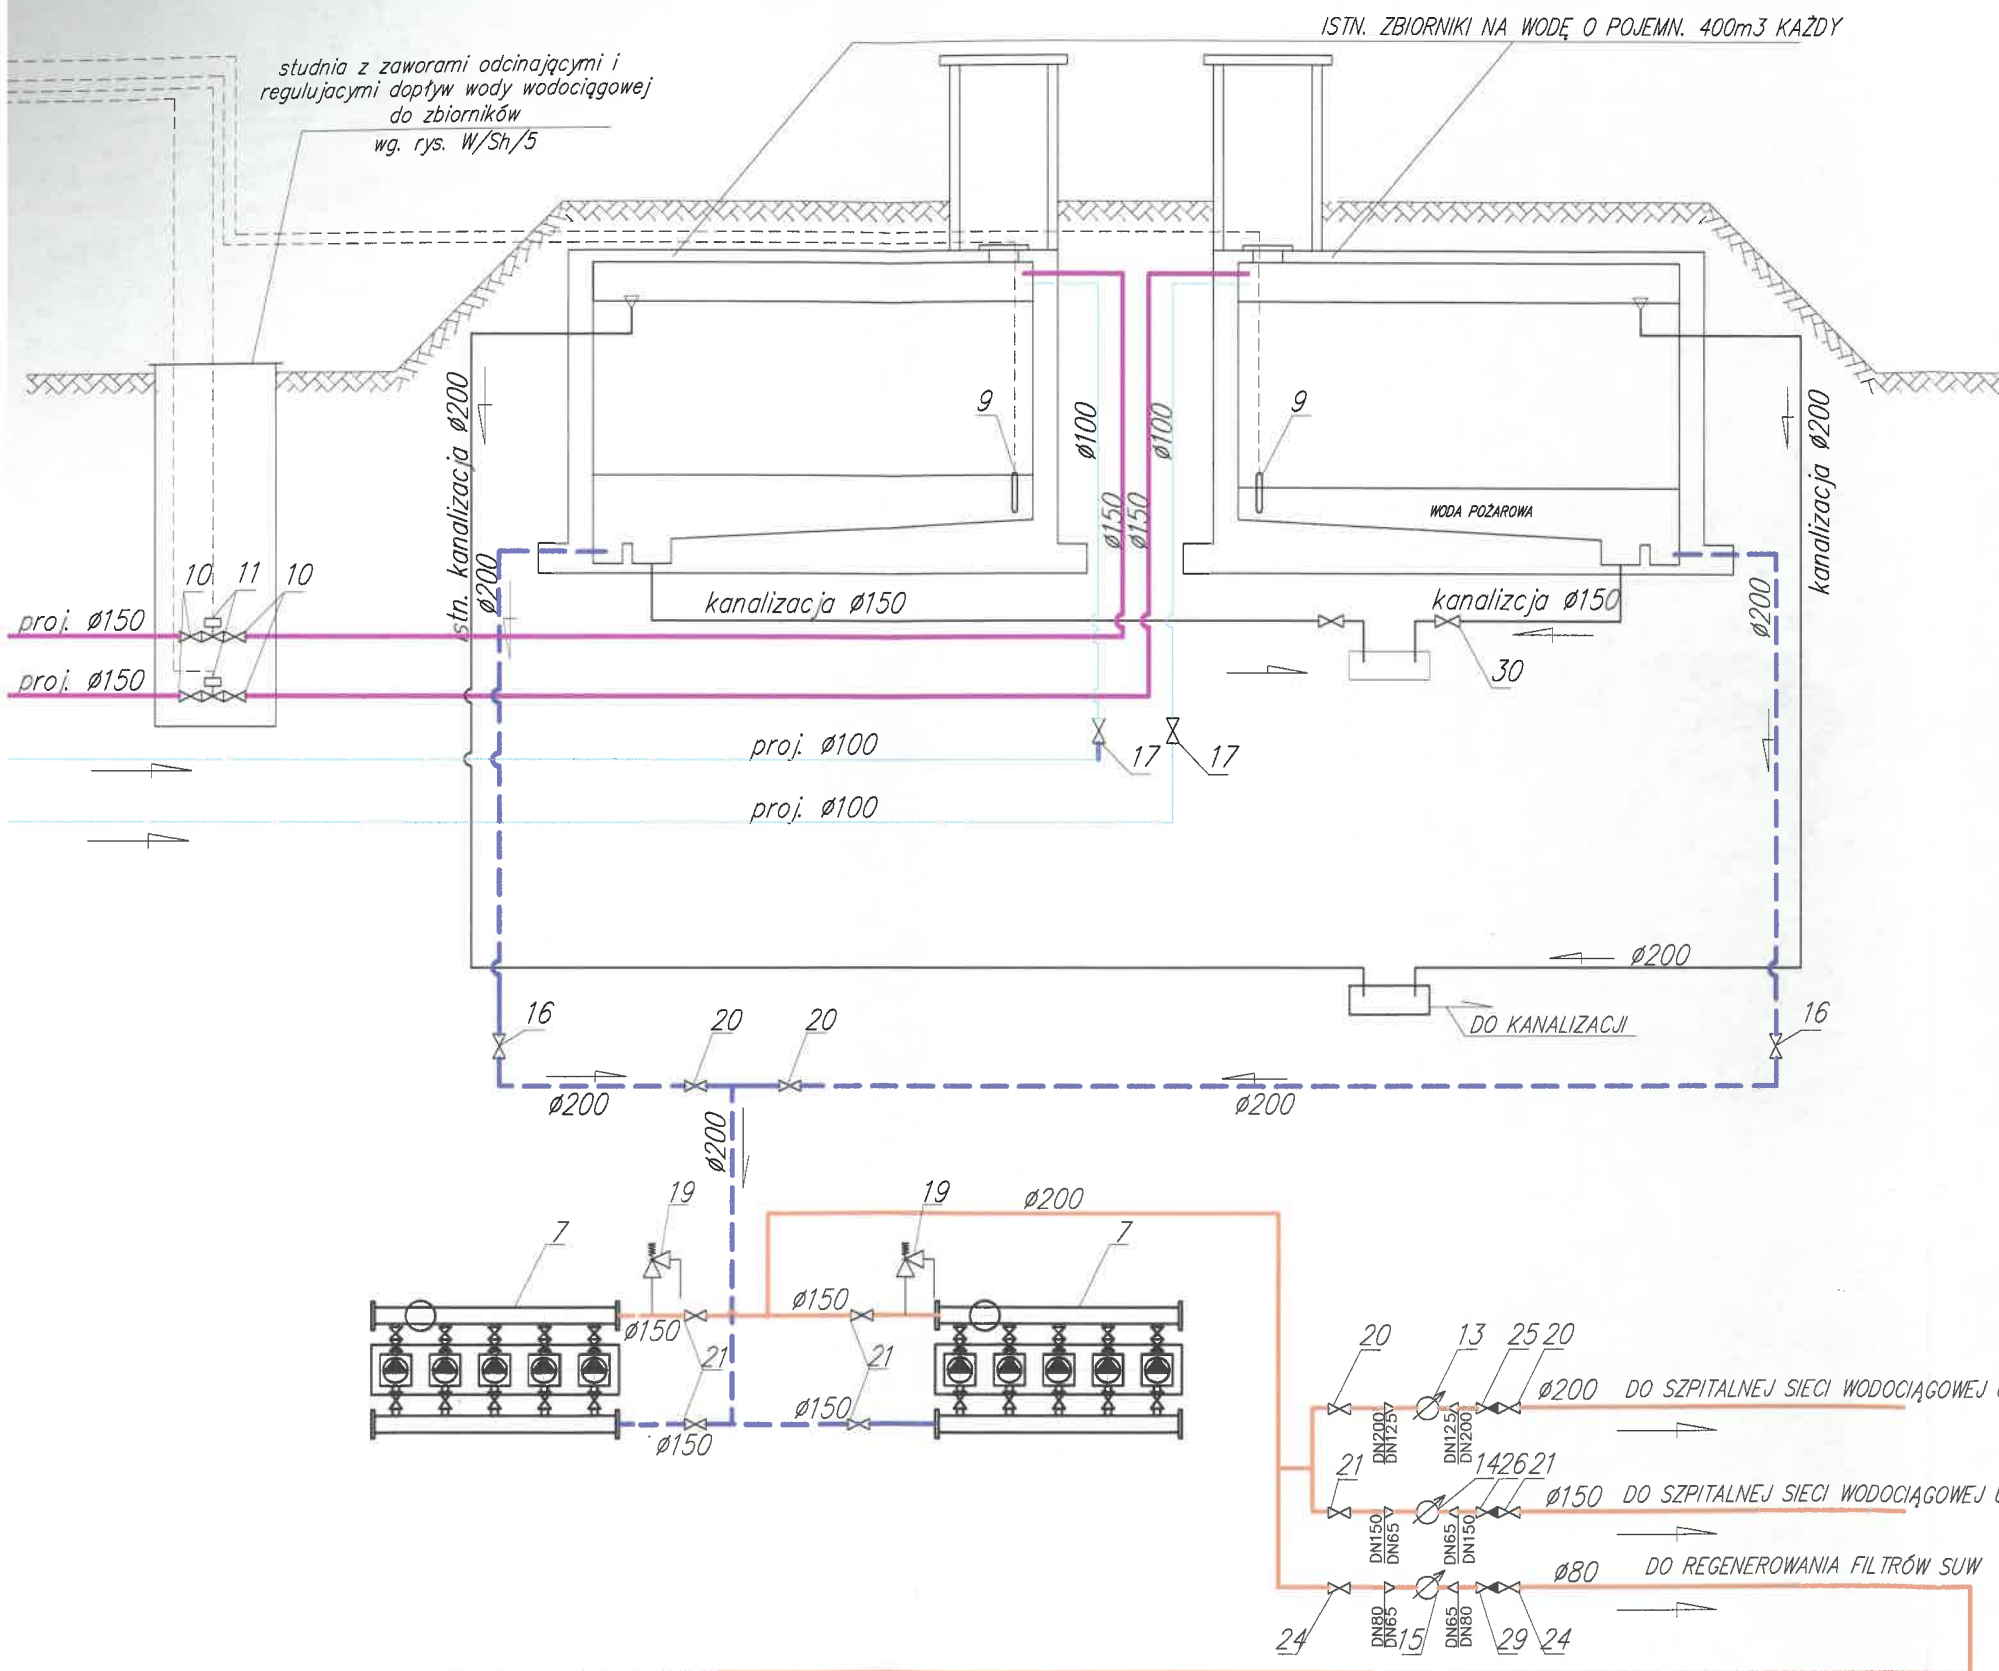 ISTN. ZBIORNIKI NA WODĘ O POJEMN. 400m3 KAŻDY
studnia z zaworami odcinającymi i
regulujacymi dopływ wody wodociągowej
do zbiorników
wg. rys. W/Sh/5
istn. kanalizacja ø200
9
ø100
ø100
9
kanalizacja ø200
ø150
ø150
WODA POŻAROWA
10
11
10
ø200
kanalizacja ø150
kanalizcja ø150
ø200
proj. ø150
proj. ø150
30
proj. ø100
17
17
proj. ø100
ø200
16
20
20
DO KANALIZACJI
16
ø200
ø200
ø200
19
19
ø200
7
7
ø150
ø150
21
21
ø150
ø150
20
13
25
20
ø200
DO SZPITALNEJ SIECI WODOCIĄGOWEJ
DN200
DN125
DN125
DN200
21
14
26
21
ø150
DO SZPITALNEJ SIECI WODOCIĄGOWEJ
DN150
DN65
DN65
DN150
ø80
DO REGENEROWANIA FILTRÓW SUW
24
DN80
DN65
15
DN65
DN80
29
24